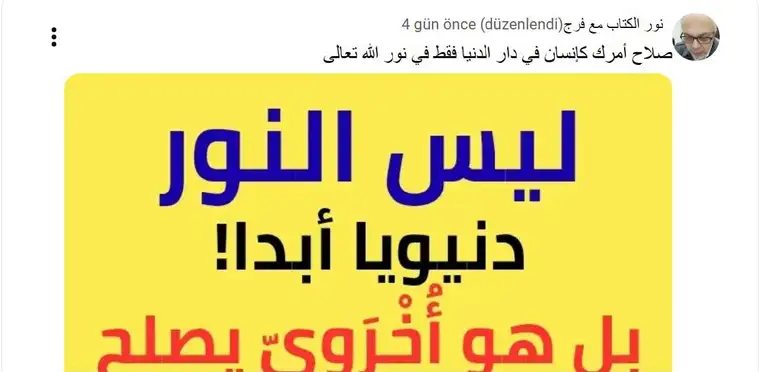 نور الكتاب مع فرج(düzenlendi) 4 gün önce
صلاح أمرك كإنسان في دار الدنيا فقط في نور الله تعالى
ليس النور
دنيويا أبدا!
بل هو أُخْرَويّ يصلح